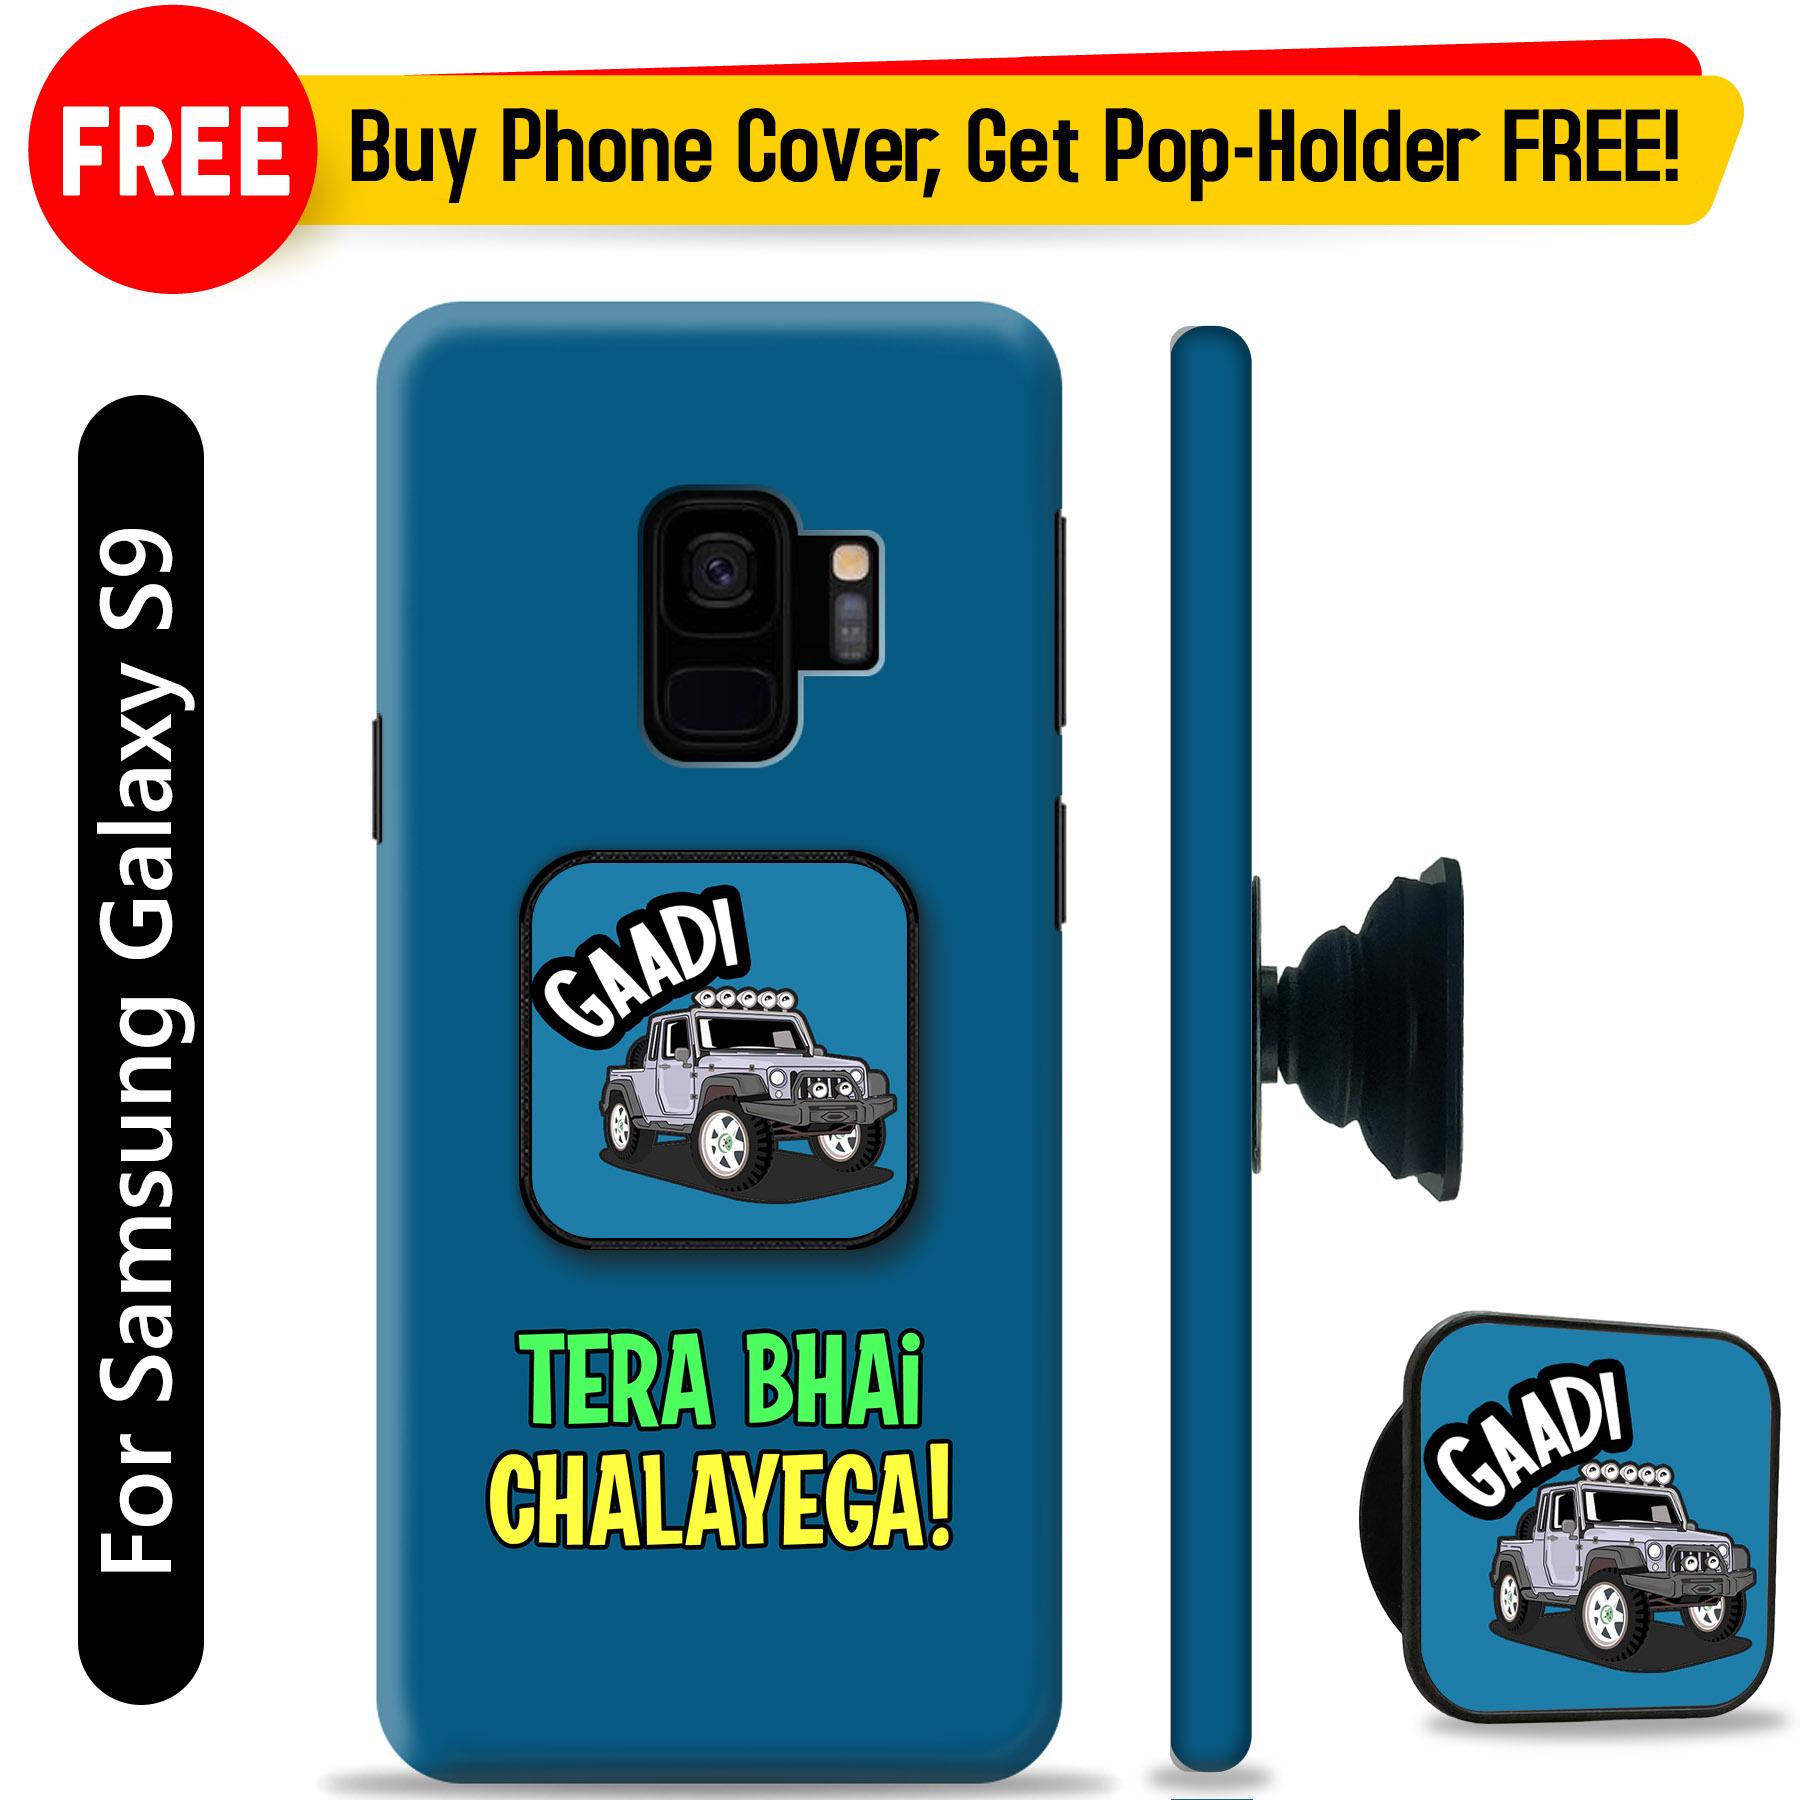 FREE
Buy Phone Cover, Get Pop-Holder FREE!
For Samsung Galaxy S9
GAADI
TERA BHAi
CHALAYEGA!
GAADI